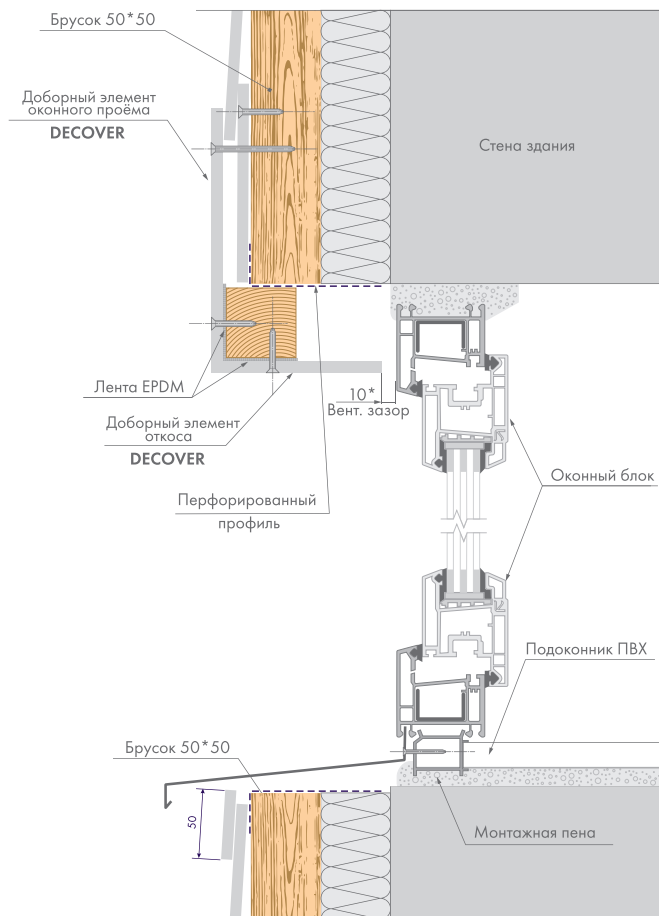 Брусок 50*50
Доборный элемент
оконного проёма
DECOVER
Стена здания
Лента EPDM
10*
Вент. зазор
Доборный элемент
откоса
DECOVER
Оконный блок
Перфорированный
профиль
Подоконник ПВХ
Брусок 50*50
50
Монтажная пена